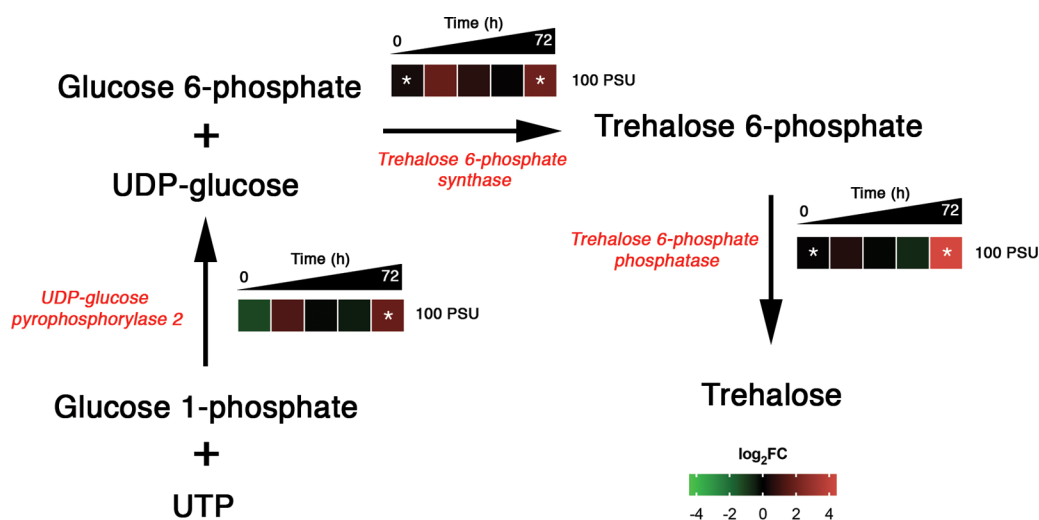 Time (h)
0
72
* *
100 PSU
Glucose 6-phosphate
+
UDP-glucose
Trehalose 6-phosphate
synthase
Trehalose 6-phosphate
Time (h)
0
72
* *
100 PSU
Trehalose 6-phosphate
phosphatase
Time (h)
0
72
*
100 PSU
UDP-glucose
pyrophosphorylase 2
Glucose 1-phosphate
+
UTP
Trehalose
log₂FC
-4 -2 0 2 4